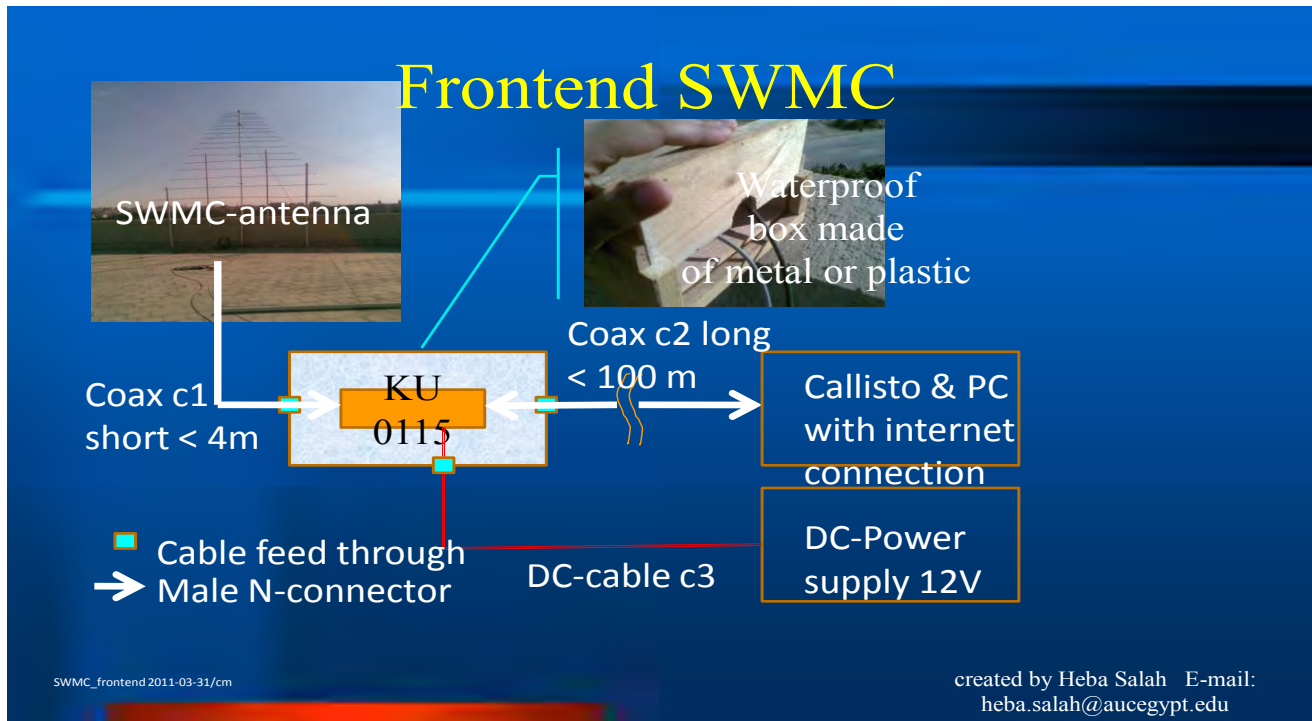 Frontend SWMC
SWMC-antenna
Waterproof
box made
of metal or plastic
Coax c1
short < 4m
KU
0115
Coax c2 long
< 100 m
Callisto & PC
with internet
connection
Cable feed through
Male N-connector
DC-cable c3
DC-Power
supply 12V
SWMC_frontend 2011-03-31/cm
created by Heba Salah E-mail:
heba.salah@aucegypt.edu